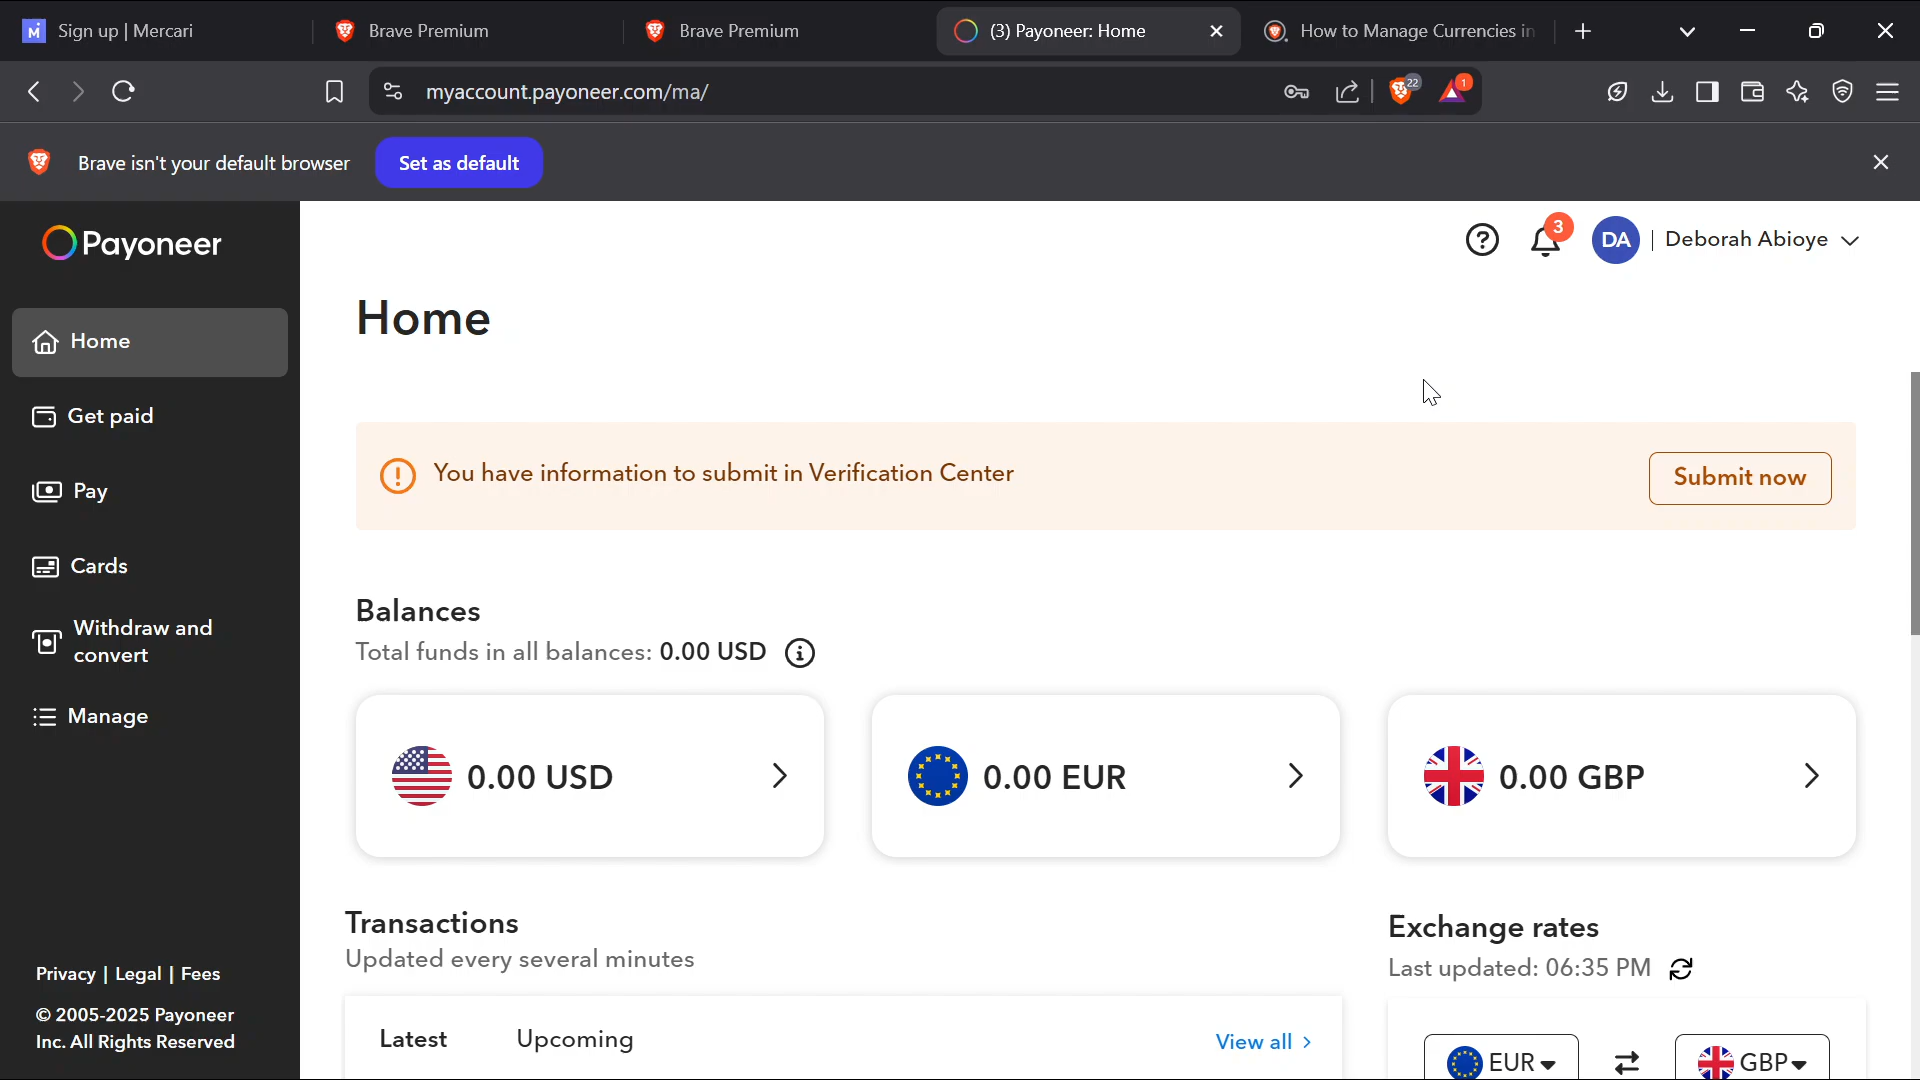 Sign up | Mercari
Brave Premium
Brave Premium
(3) Payoneer: Home
How to Manage Currencies in
myaccount.payoneer.com/ma/
22
1
Brave isn't your default browser
Set as default
Payoneer
3
DA
Deborah Abioye
Home
Home
Get paid
Pay
Cards
Withdraw and
convert
Manage
You have information to submit in Verification Center
Submit now
Balances
Total funds in all balances: 0.00 USD
0.00 USD
0.00 EUR
0.00 GBP
Transactions
Updated every several minutes
Exchange rates
Last updated: 06:35 PM
Latest
Upcoming
View all
EUR
GBP
Privacy | Legal | Fees
© 2005-2025 Payoneer
Inc. All Rights Reserved